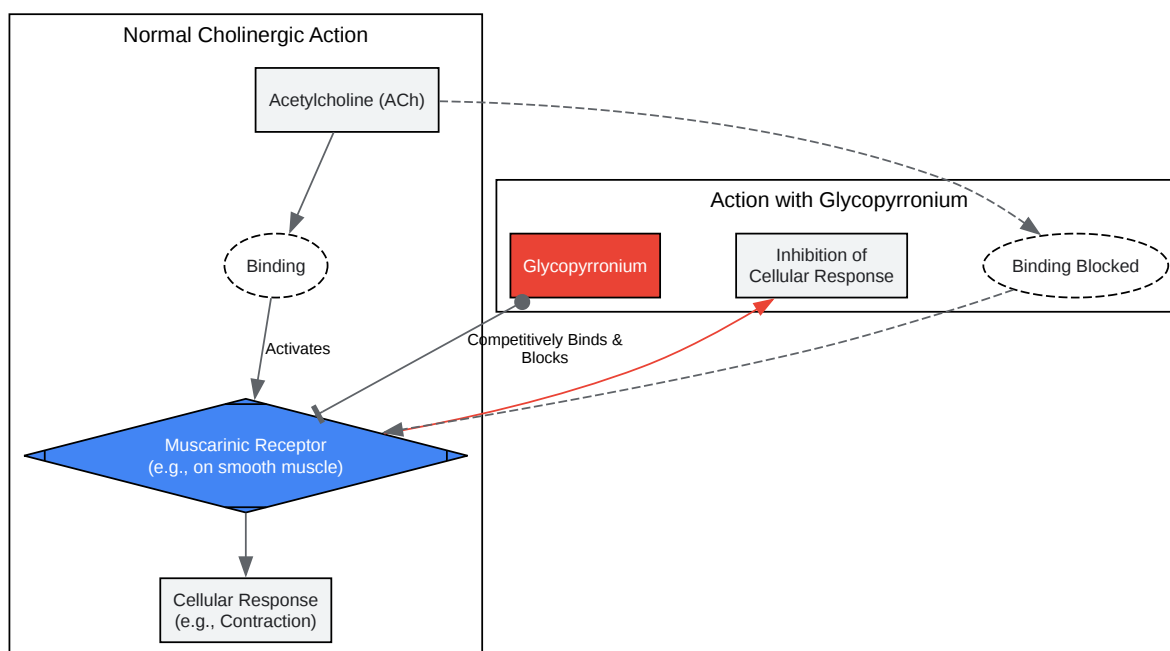 Normal Cholinergic Action
Acetylcholine (ACh)
Binding
Activates
Muscarinic Receptor
(e.g., on smooth muscle)
Cellular Response
(e.g., Contraction)
Action with Glycopyrronium
Glycopyrronium
Inhibition of
Cellular Response
Binding Blocked
Competitively Binds &
Blocks